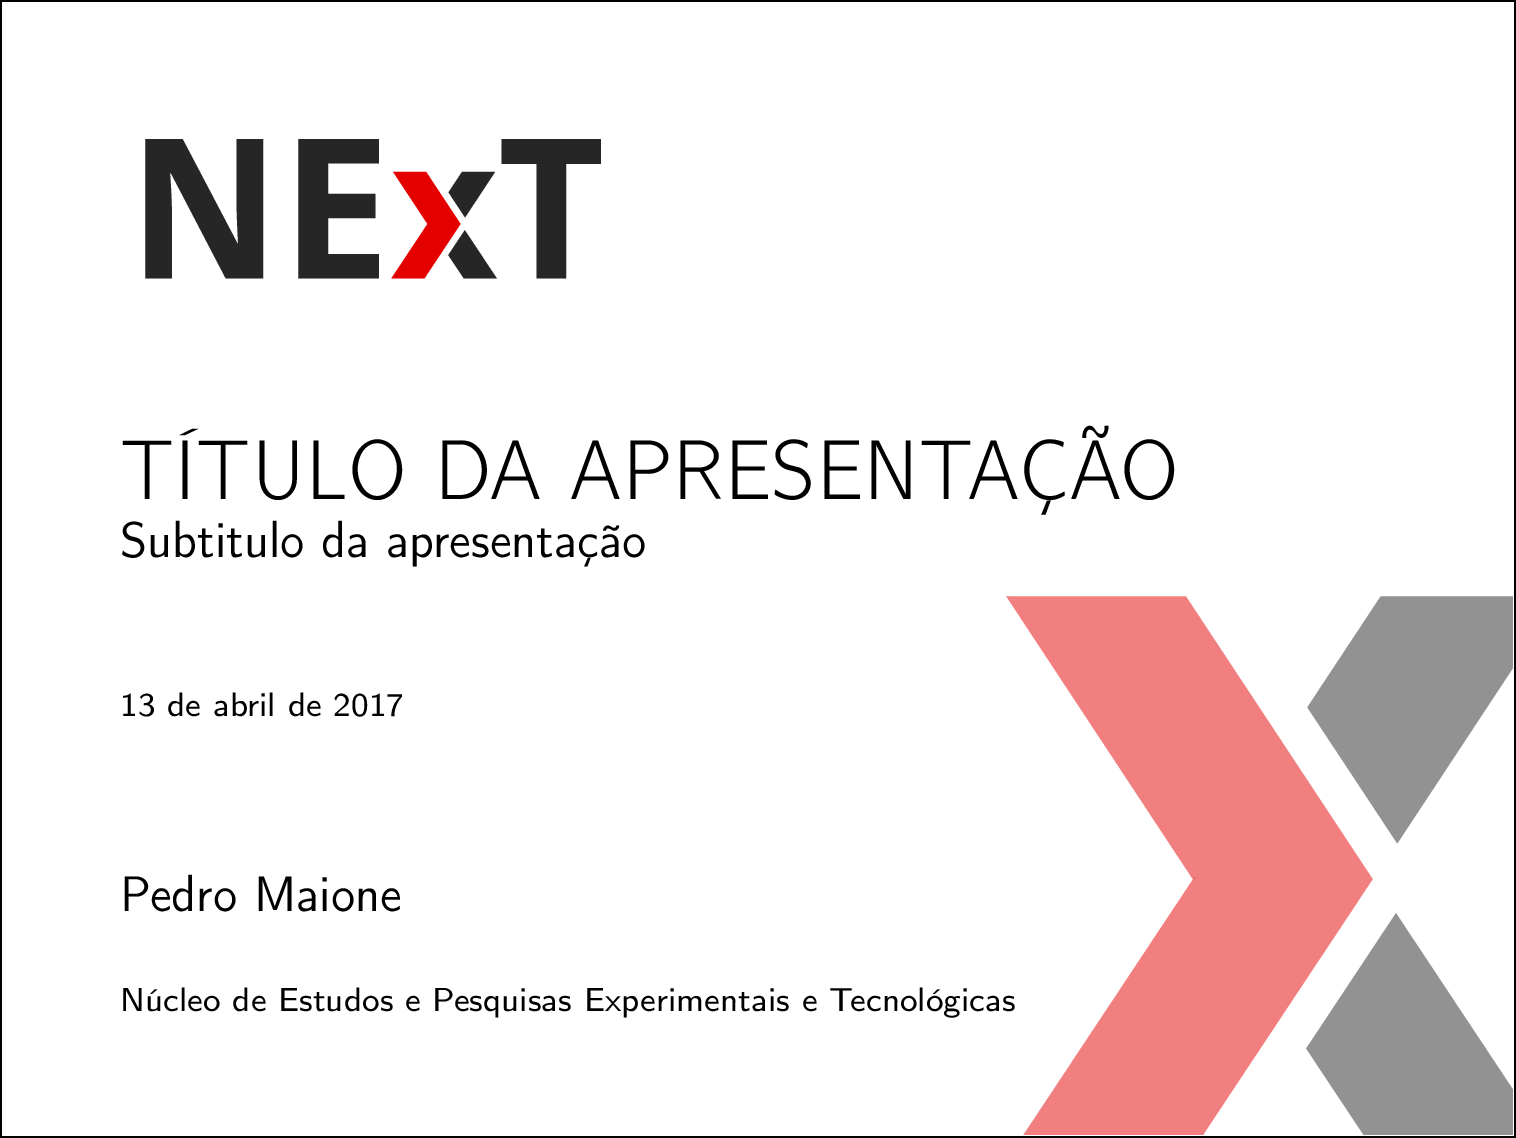 NExT
TÍTULO DA APRESENTAÇÃO
Subtitulo da apresentação
13 de abril de 2017
Pedro Maione
Núcleo de Estudos e Pesquisas Experimentais e Tecnológicas